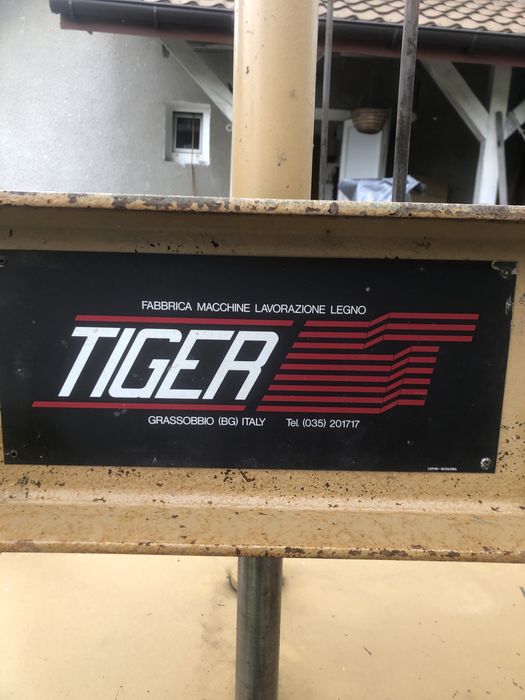 FABBRICA MACCHINE LAVORAZIONE LEGNO
TIGER
GRASSOBBIO (BG) ITALY Tel. (035) 201717